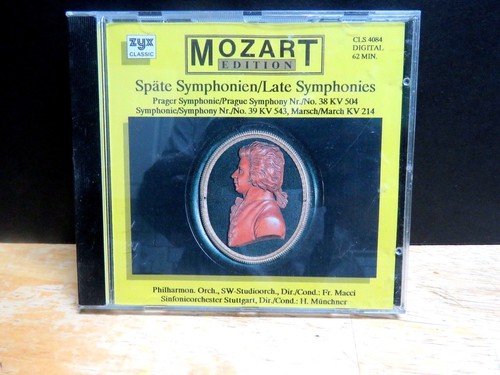 zyx
CLASSIC
MOZART
EDITION
CLS 4084
DIGITAL
62 MIN.
Späte Symphonien/Late Symphonies
Prager Symphonie/Prague Symphony Nr./No. 38 KV 504
Symphonie/Symphony Nr./No. 39 KV 543, Marsch/March KV 214
Philharmon. Orch., SW-Studioorch., Dir./Cond.: Fr. Macci
Sinfonieorchester Stuttgart, Dir./Cond.: H. Münchner